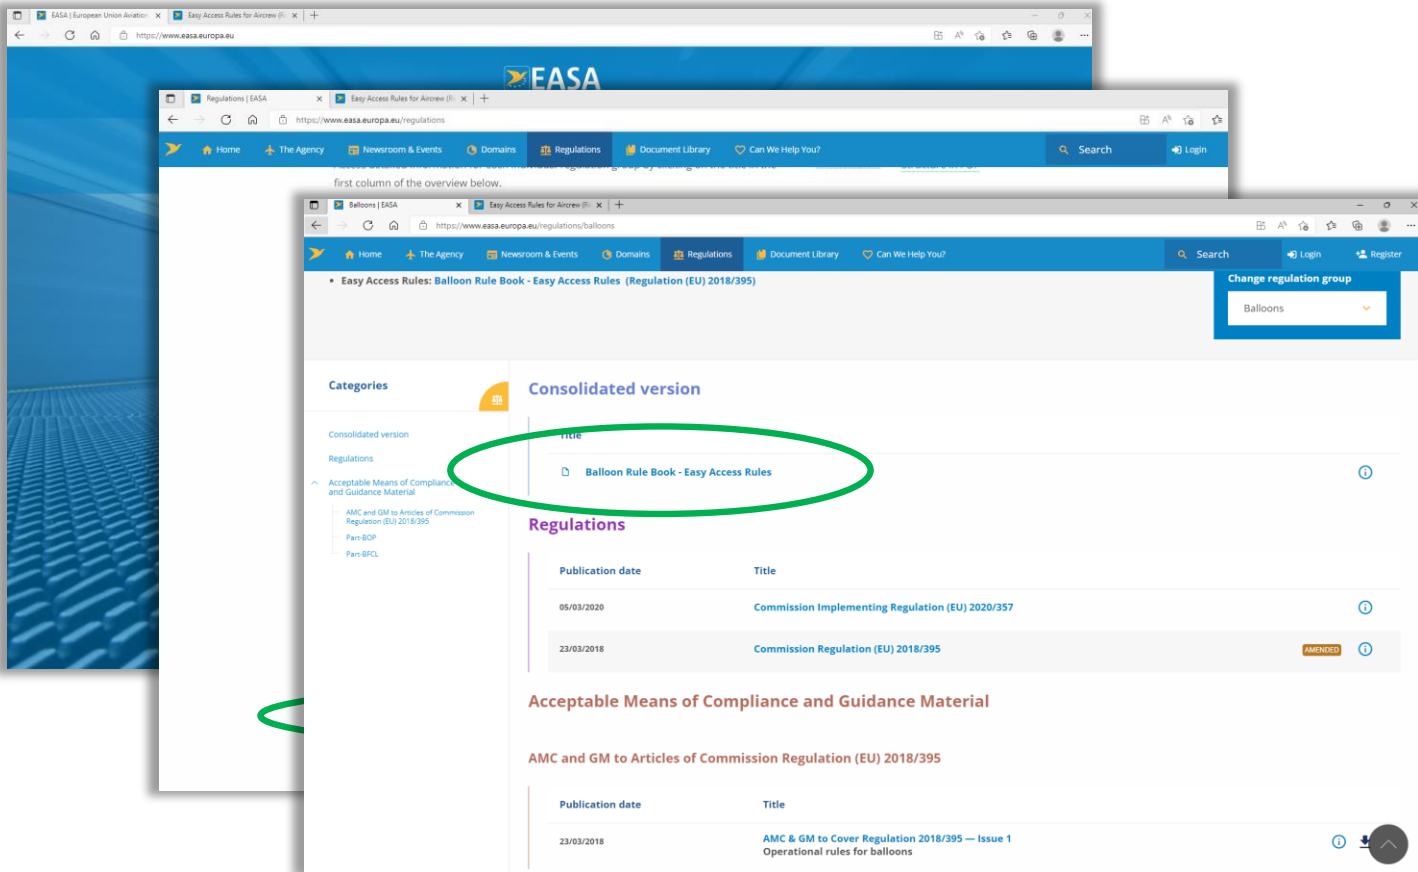 EASA | European Union Aviation
Easy Access Rules for Aircrew (R
https://www.easa.europa.eu
EASA
Regulations | EASA
Easy Access Rules for Aircrew (R
https://www.easa.europa.eu/regulations
Home
The Agency
Newsroom & Events
Domains
Regulations
Document Library
Can We Help You?
Search
Login
first column of the overview below.
Balloons | EASA
Easy Access Rules for Aircrew (R
https://www.easa.europa.eu/regulations/balloons
Home
The Agency
Newsroom & Events
Domains
Regulations
Document Library
Can We Help You?
Search
Login
Register
• Easy Access Rules: Balloon Rule Book - Easy Access Rules (Regulation (EU) 2018/395)
Change regulation group
Balloons
Categories
Consolidated version
Regulations
Acceptable Means of Compliance
and Guidance Material
AMC and GM to Articles of Commission
Regulation (EU) 2018/395
Part-BOP
Part-BFCL
Consolidated version
Title
Balloon Rule Book - Easy Access Rules
Regulations
Publication date Title
05/03/2020 Commission Implementing Regulation (EU) 2020/357
23/03/2018 Commission Regulation (EU) 2018/395 AMENDED
Acceptable Means of Compliance and Guidance Material
AMC and GM to Articles of Commission Regulation (EU) 2018/395
Publication date Title
23/03/2018 AMC & GM to Cover Regulation 2018/395 — Issue 1
Operational rules for balloons